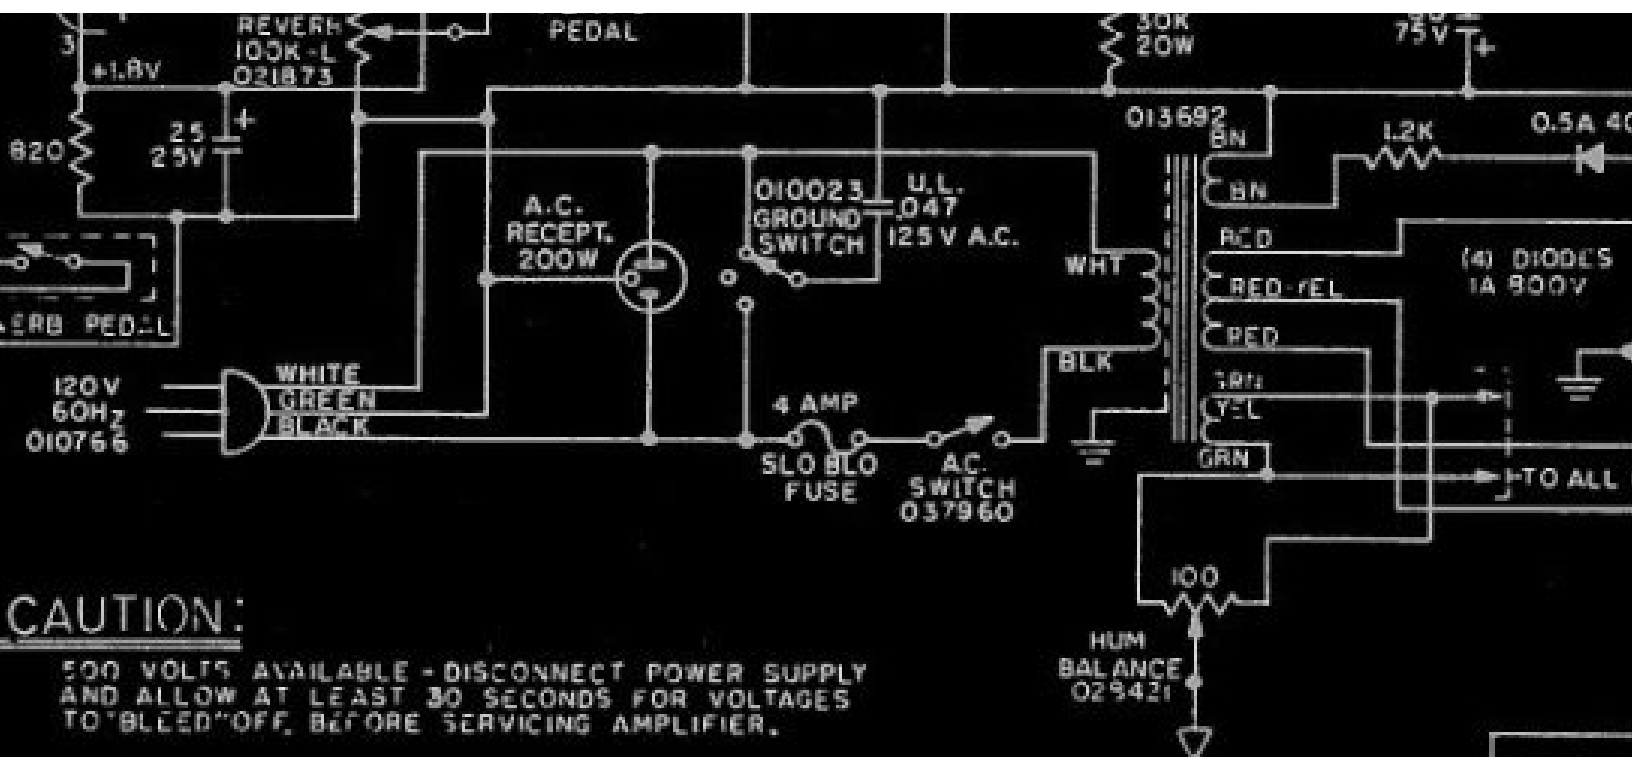 3
+1.8V
REVERB
100K-L
021873
PEDAL
30K
20W
75V
+
820
25
25V
+
013692
BN
BN
1.2K
0.5A
A.C.
RECEPT.
200W
010023
GROUND
SWITCH
U.L.
.047
125V A.C.
WHT
BLK
RED
RED-YEL
RED
GRN
YEL
GRN
(4) DIODES
1A 800V
PEDAL
120V
60Hz
010766
WHITE
GREEN
BLACK
4 AMP
SLO BLO
FUSE
A.C.
SWITCH
037960
TO ALL
100
HUM
BALANCE
CAUTION:
500 VOLTS AVAILABLE - DISCONNECT POWER SUPPLY
AND ALLOW AT LEAST 30 SECONDS FOR VOLTAGES
TO "BLEED" OFF, BEFORE SERVICING AMPLIFIER.